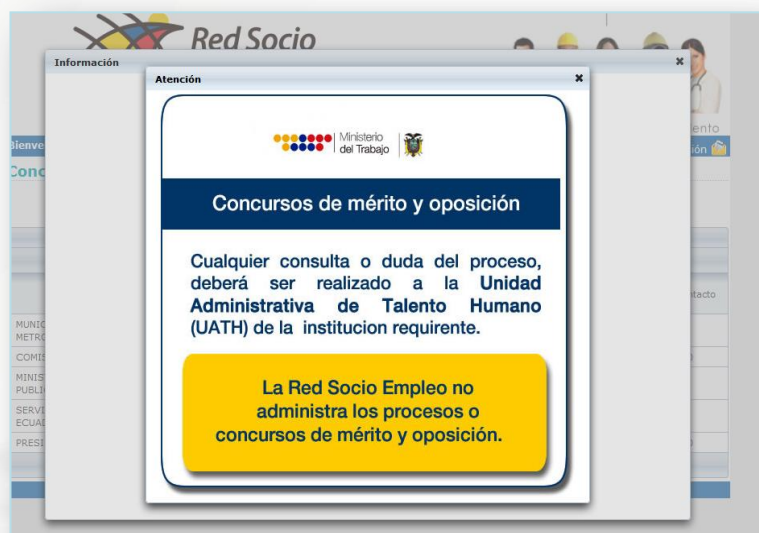 Red Socio
Información
Atención
Ministerio
del Trabajo
Concursos de mérito y oposición
Cualquier consulta o duda del proceso,
deberá ser realizado a la Unidad
Administrativa de Talento Humano
(UATH) de la institucion requirente.
La Red Socio Empleo no
administra los procesos o
concursos de mérito y oposición.